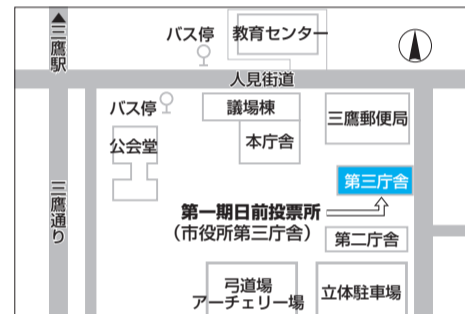 ▲三鷹駅
バス停
教育センター
人見街道
バス停
議場棟
三鷹郵便局
公会堂
本庁舎
第三庁舎
三鷹通り
第一期日前投票所
（市役所第三庁舎）
第二庁舎
弓道場
アーチェリー場
立体駐車場